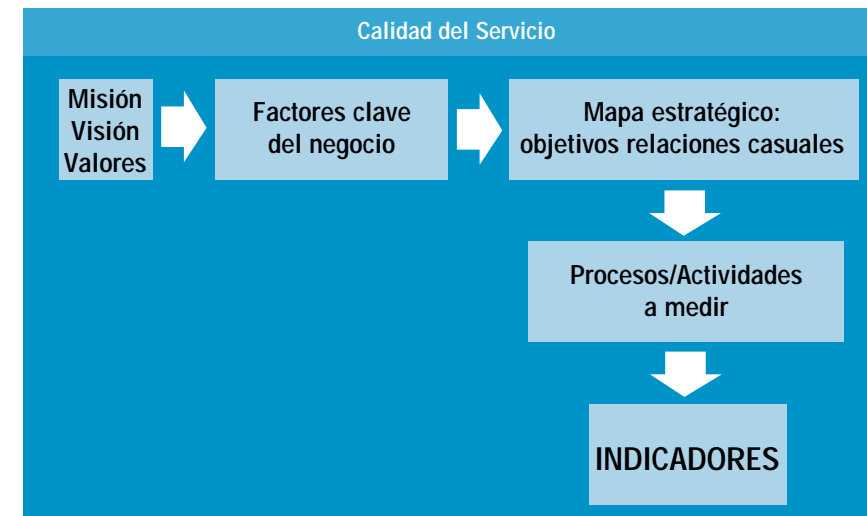 Calidad del Servicio
Misión
Visión
Valores
Factores clave
del negocio
Mapa estratégico:
objetivos relaciones casuales
Procesos/Actividades
a medir
INDICADORES